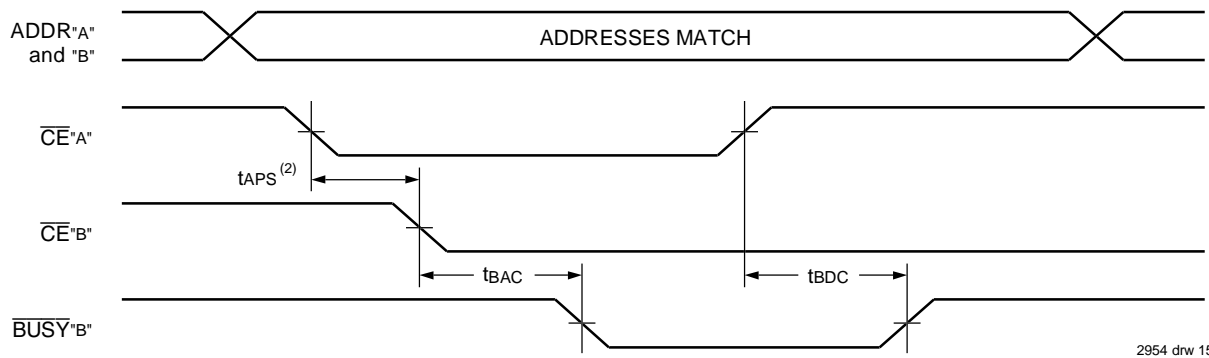 ADDR"A"
and "B"
ADDRESSES MATCH
CE"A"
tAPS (2)
CE"B"
tBAC
tBDC
BUSY"B"
2954 drw 15